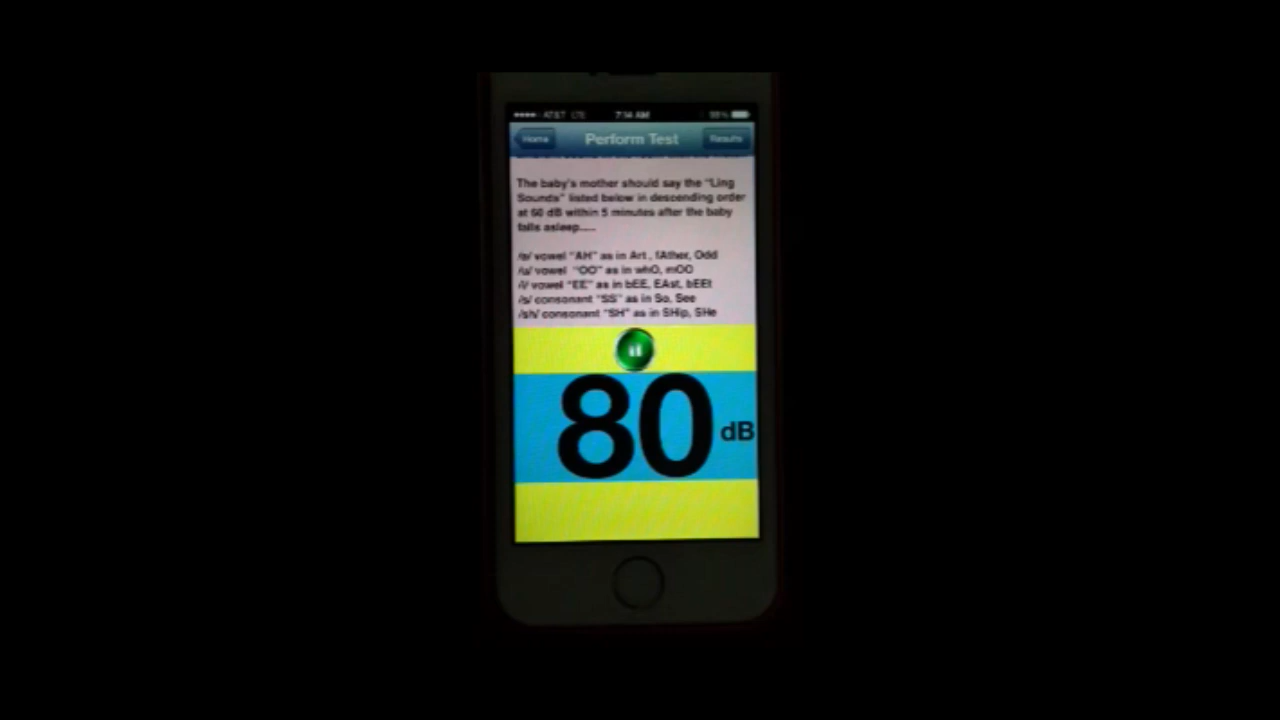 AT&T LTE 7:14 AM 98%
Home Perform Test Results
The baby's mother should say the "Ling
Sounds" listed below in descending order
at 60 dB within 5 minutes after the baby
falls asleep.....
/a/ vowel "AH" as in Art , fAther, Odd
/u/ vowel "OO" as in whO, mOO
/i/ vowel "EE" as in bEE, EAst, bEEt
/s/ consonant "SS" as in So, See
/sh/ consonant "SH" as in SHip, SHe
80 dB